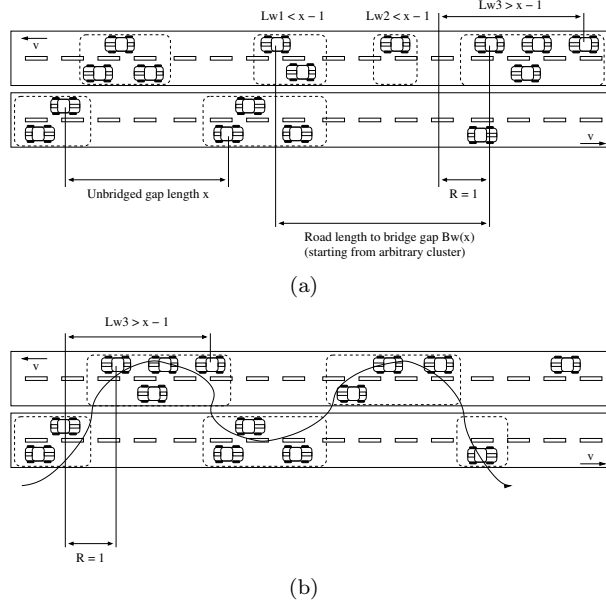 Lw1 < x − 1
Lw2 < x − 1
Lw3 > x − 1
v
v
Unbridged gap length x
R = 1
Road length to bridge gap Bw(x)
(starting from arbitrary cluster)
(a)
Lw3 > x − 1
v
v
R = 1
(b)